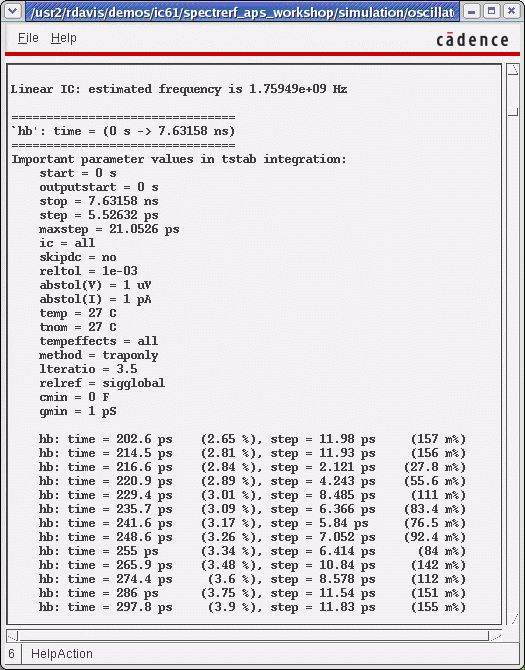 /usr2/rdavis/demos/ic61/spectrerf_aps_workshop/simulation/oscillat
File Help
cādence
Linear IC: estimated frequency is 1.75949e+09 Hz
==============================
`hb': time = (0 s -> 7.63158 ns)
==============================
Important parameter values in tstab integration:
start = 0 s
outputstart = 0 s
stop = 7.63158 ns
step = 5.52632 ps
maxstep = 21.0526 ps
ic = all
skipdc = no
reltol = 1e-03
abstol(V) = 1 uV
abstol(I) = 1 pA
temp = 27 C
tnom = 27 C
tempeffects = all
method = traponly
lteratio = 3.5
relref = sigglobal
cmin = 0 F
gmin = 1 pS
hb: time = 202.6 ps (2.65 %), step = 11.98 ps (157 m%)
hb: time = 214.5 ps (2.81 %), step = 11.93 ps (156 m%)
hb: time = 216.6 ps (2.84 %), step = 2.121 ps (27.8 m%)
hb: time = 220.9 ps (2.89 %), step = 4.243 ps (55.6 m%)
hb: time = 229.4 ps (3.01 %), step = 8.485 ps (111 m%)
hb: time = 235.7 ps (3.09 %), step = 6.366 ps (83.4 m%)
hb: time = 241.6 ps (3.17 %), step = 5.84 ps (76.5 m%)
hb: time = 248.6 ps (3.26 %), step = 7.052 ps (92.4 m%)
hb: time = 255 ps (3.34 %), step = 6.414 ps (84 m%)
hb: time = 265.9 ps (3.48 %), step = 10.84 ps (142 m%)
hb: time = 274.4 ps (3.6 %), step = 8.578 ps (112 m%)
hb: time = 286 ps (3.75 %), step = 11.54 ps (151 m%)
hb: time = 297.8 ps (3.9 %), step = 11.83 ps (155 m%)
6 HelpAction